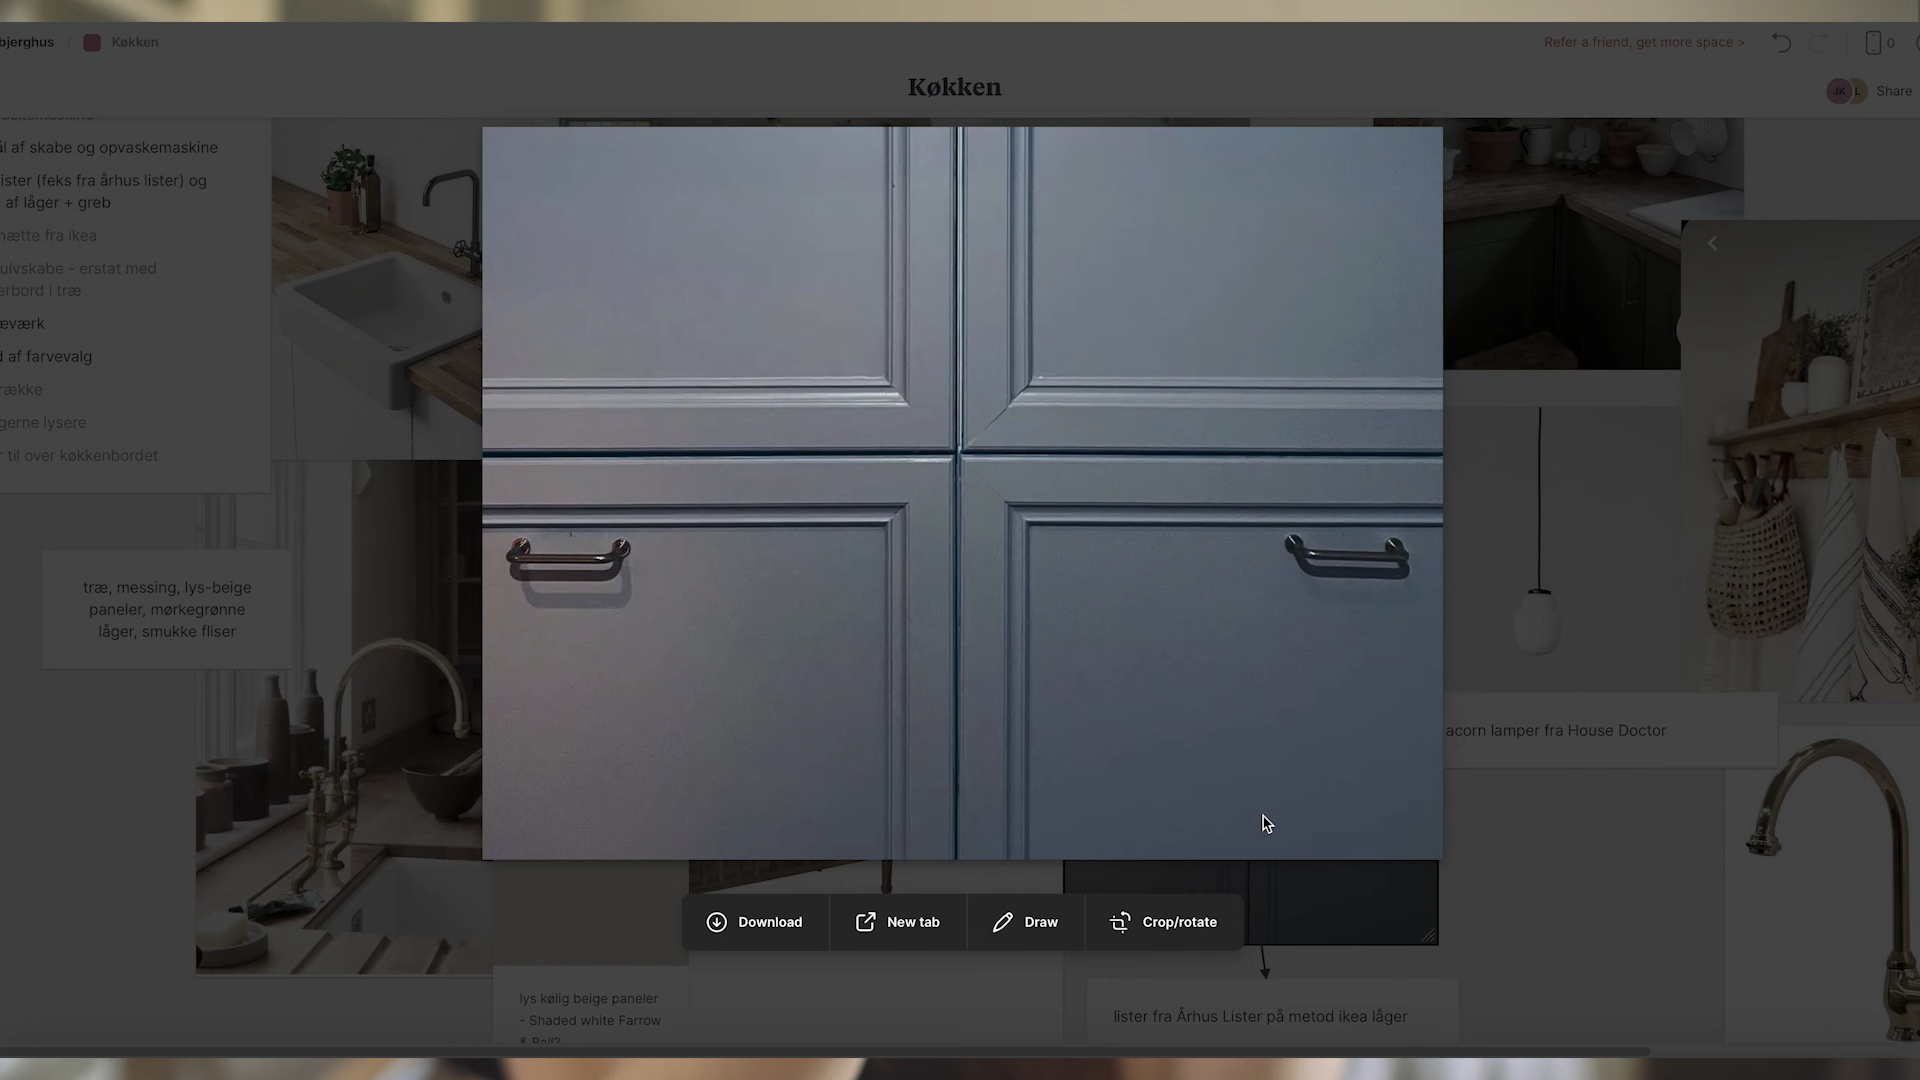 bjerghus / Køkken
Refer a friend, get more space >
0
Køkken
JK L Share
af skabe og opvaskemaskine
ister (feks fra århus lister) og
af låger + greb
hætte fra ikea
ulvskabe - erstat med
erbord i træ
eværk
af farvevalg
række
gerne lysere
til over køkkenbordet
træ, messing, lys-beige
paneler, mørkegrønne
låger, smukke fliser
acorn lamper fra House Doctor
Download
New tab
Draw
Crop/rotate
lys kølig beige paneler
- Shaded white Farrow
lister fra Århus Lister på metod ikea låger